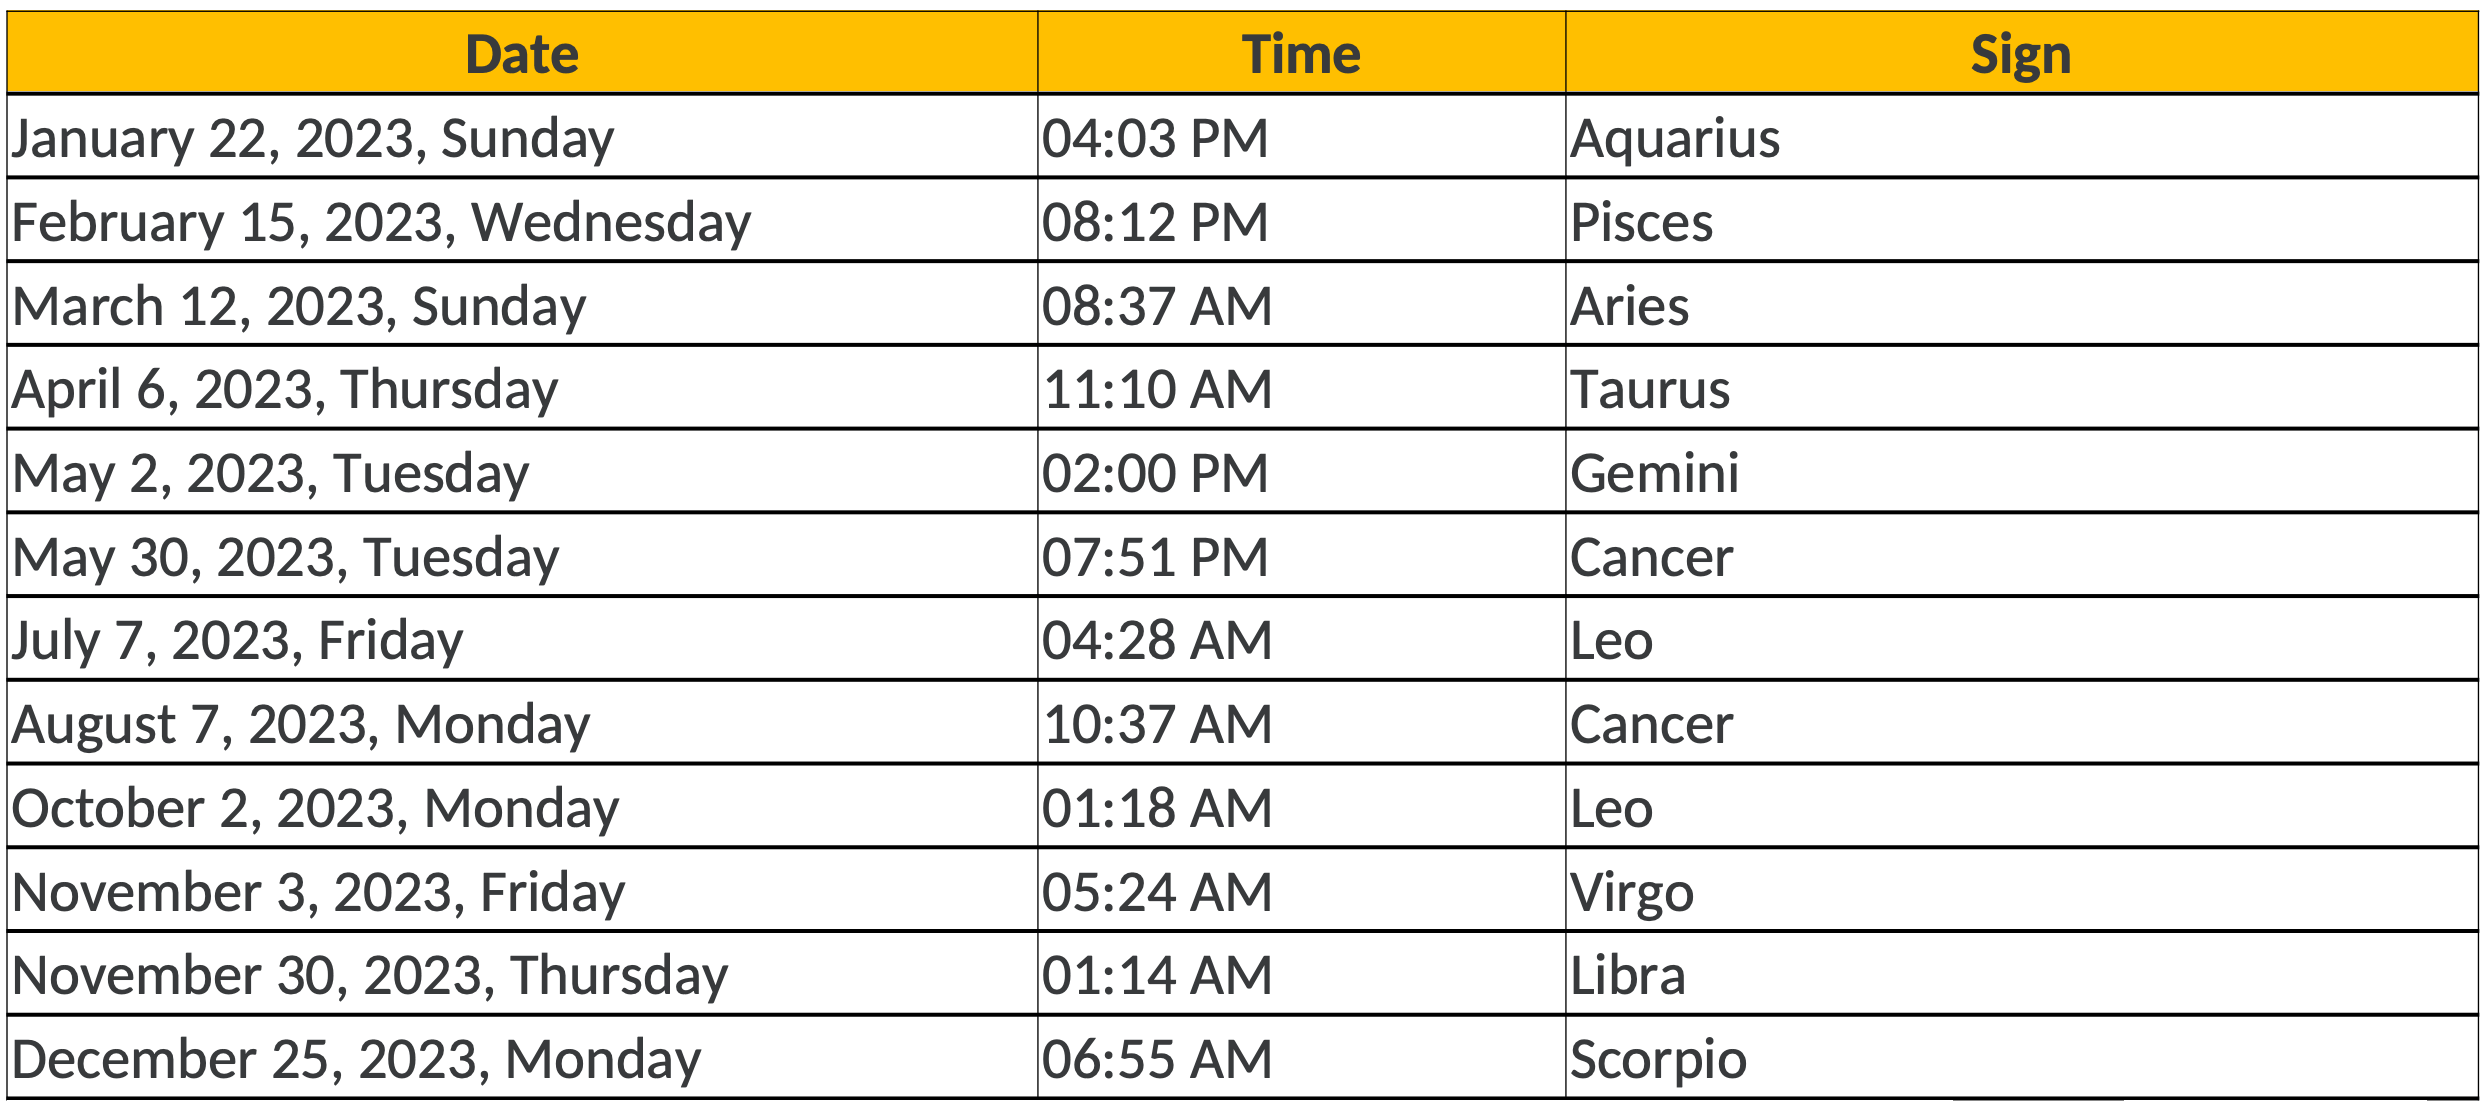 Date Time Sign
January 22, 2023, Sunday 04:03 PM Aquarius
February 15, 2023, Wednesday 08:12 PM Pisces
March 12, 2023, Sunday 08:37 AM Aries
April 6, 2023, Thursday 11:10 AM Taurus
May 2, 2023, Tuesday 02:00 PM Gemini
May 30, 2023, Tuesday 07:51 PM Cancer
July 7, 2023, Friday 04:28 AM Leo
August 7, 2023, Monday 10:37 AM Cancer
October 2, 2023, Monday 01:18 AM Leo
November 3, 2023, Friday 05:24 AM Virgo
November 30, 2023, Thursday 01:14 AM Libra
December 25, 2023, Monday 06:55 AM Scorpio